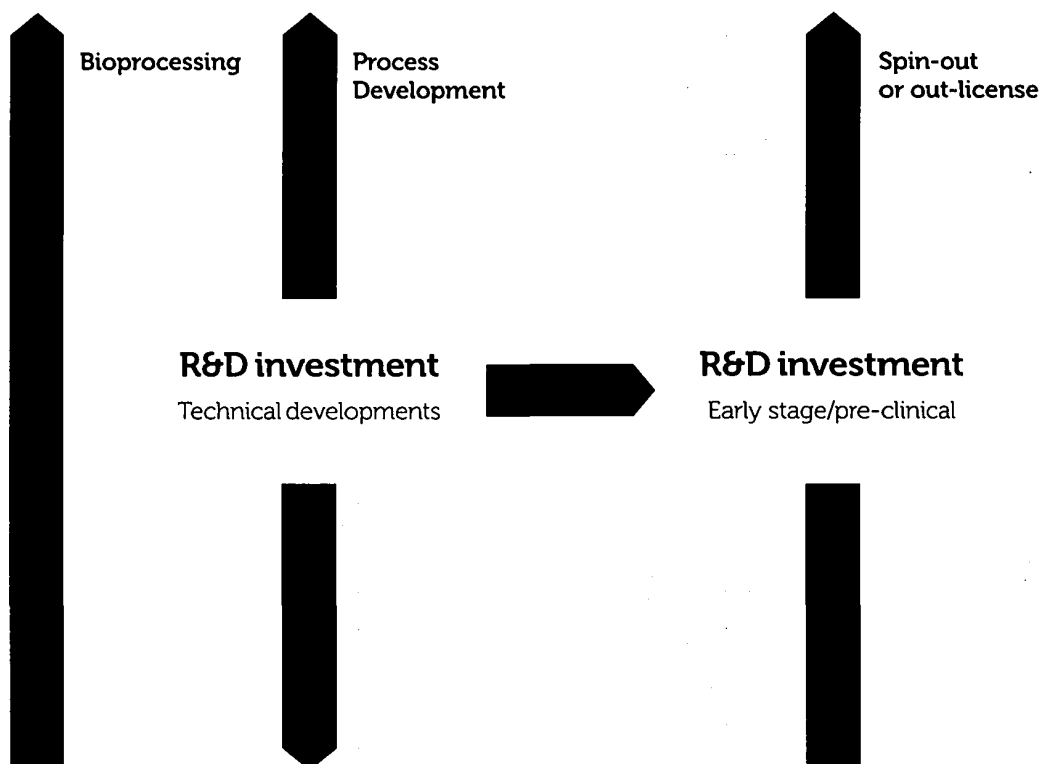 Bioprocessing
Process
Development
Spin-out
or out-license
R&D investment
Technical developments
R&D investment
Early stage/pre-clinical